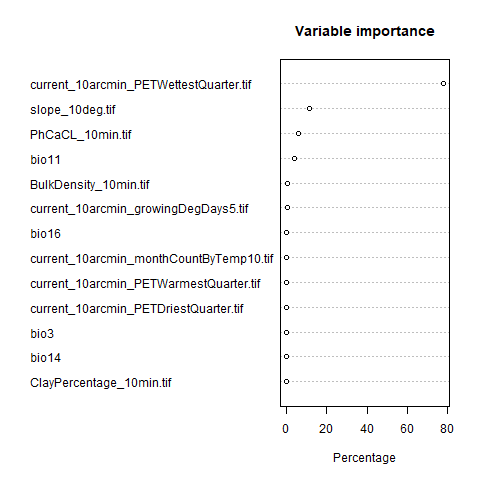 Variable importance
current_10arcmin_PETWettestQuarter.tif
slope_10deg.tif
PhCaCL_10min.tif
bio11
BulkDensity_10min.tif
current_10arcmin_growingDegDays5.tif
bio16
current_10arcmin_monthCountByTemp10.tif
current_10arcmin_PETWarmestQuarter.tif
current_10arcmin_PETDriestQuarter.tif
bio3
bio14
ClayPercentage_10min.tif
0 20 40 60 80
Percentage